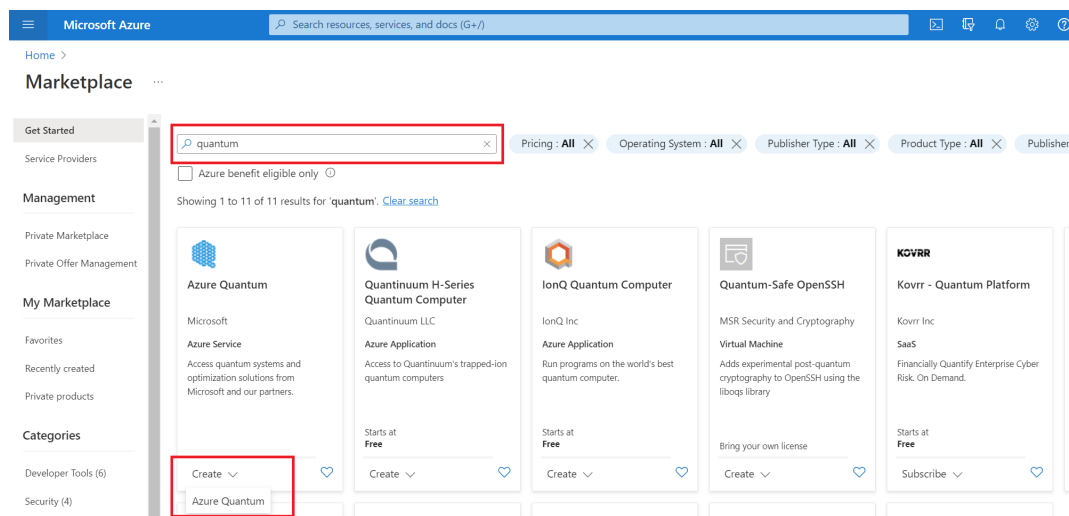 Microsoft Azure
Search resources, services, and docs (G+/)
Home >
Marketplace ...
Get Started
Service Providers
Management
Private Marketplace
Private Offer Management
My Marketplace
Favorites
Recently created
Private products
Categories
Developer Tools (6)
Security (4)
quantum
Pricing : All
Operating System : All
Publisher Type : All
Product Type : All
Publisher
Azure benefit eligible only
Showing 1 to 11 of 11 results for 'quantum'. Clear search
Azure Quantum
Microsoft
Azure Service
Access quantum systems and
optimization solutions from
Microsoft and our partners.
Create
Azure Quantum
Quantinuum H-Series
Quantum Computer
Quantinuum LLC
Azure Application
Access to Quantinuum's trapped-ion
quantum computers
Starts at
Free
Create
IonQ Quantum Computer
IonQ Inc
Azure Application
Run programs on the world's best
quantum computer.
Starts at
Free
Create
Quantum-Safe OpenSSH
MSR Security and Cryptography
Virtual Machine
Adds experimental post-quantum
cryptography to OpenSSH using the
liboqs library
Bring your own license
Create
KOVRR
Kovrr - Quantum Platform
Kovrr Inc
SaaS
Financially Quantify Enterprise Cyber
Risk. On Demand.
Starts at
Free
Subscribe